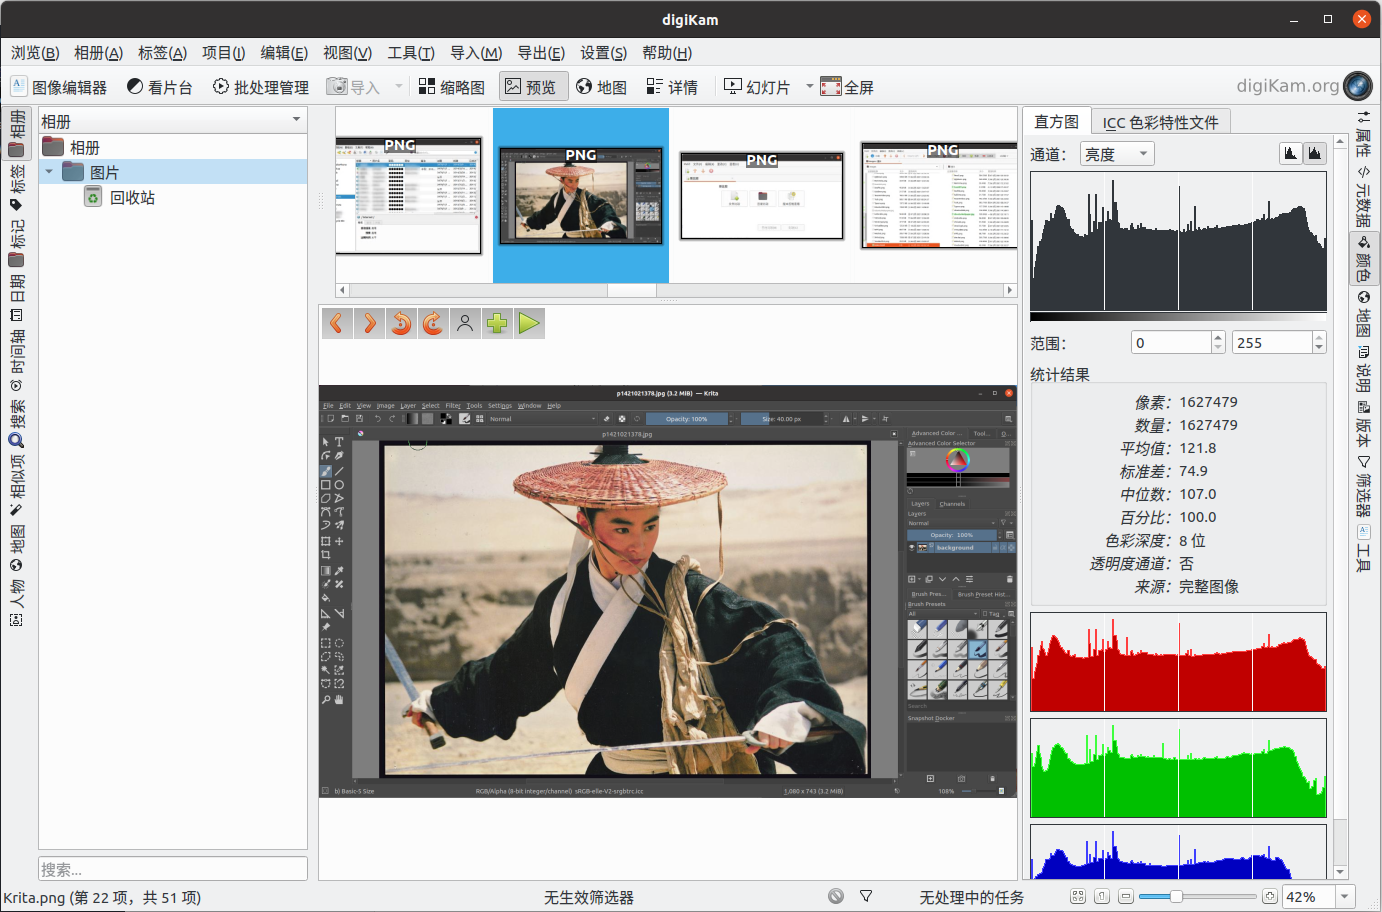 digiKam
浏览(B) 相册(A) 标签(A) 项目(I) 编辑(E) 视图(V) 工具(T) 导入(M) 导出(E) 设置(S) 帮助(H)
图像编辑器 看片台 批处理管理 导入 缩略图 预览 地图 详情 幻灯片 全屏 digiKam.org
相册
标签
标记
日期
时间轴
搜索
相似项
地图
人物
相册
相册
图片
回收站
搜索...
PNG
PNG
PNG
PNG
p1421021378.jpg (3.2 MiB) — Krita
File Edit View Image Layer Select Filter Tools Settings Window Help
Normal Opacity: 100% Size: 40.00 px
p1421021378.jpg
Advanced Color ... Tool...
Advanced Color Selector
Layers Channels
Layers
Normal
Opacity: 100%
background
Brush Pres... Brush Preset Hist...
Brush Presets
All Tag
Search
Snapshot Docker
b) Basic-5 Size RGB/Alpha (8-bit integer/channel) sRGB-elle-V2-srgbtrc.icc 1,080 x 743 (3.2 MiB) 108%
直方图 ICC 色彩特性文件
通道： 亮度
范围： 0 255
统计结果
像素： 1627479
数量： 1627479
平均值： 121.8
标准差： 74.9
中位数： 107.0
百分比： 100.0
色彩深度： 8 位
透明度通道： 否
来源： 完整图像
属性
元数据
颜色
地图
说明
版本
筛选器
工具
Krita.png (第 22 项，共 51 项) 无生效筛选器 无处理中的任务 42%